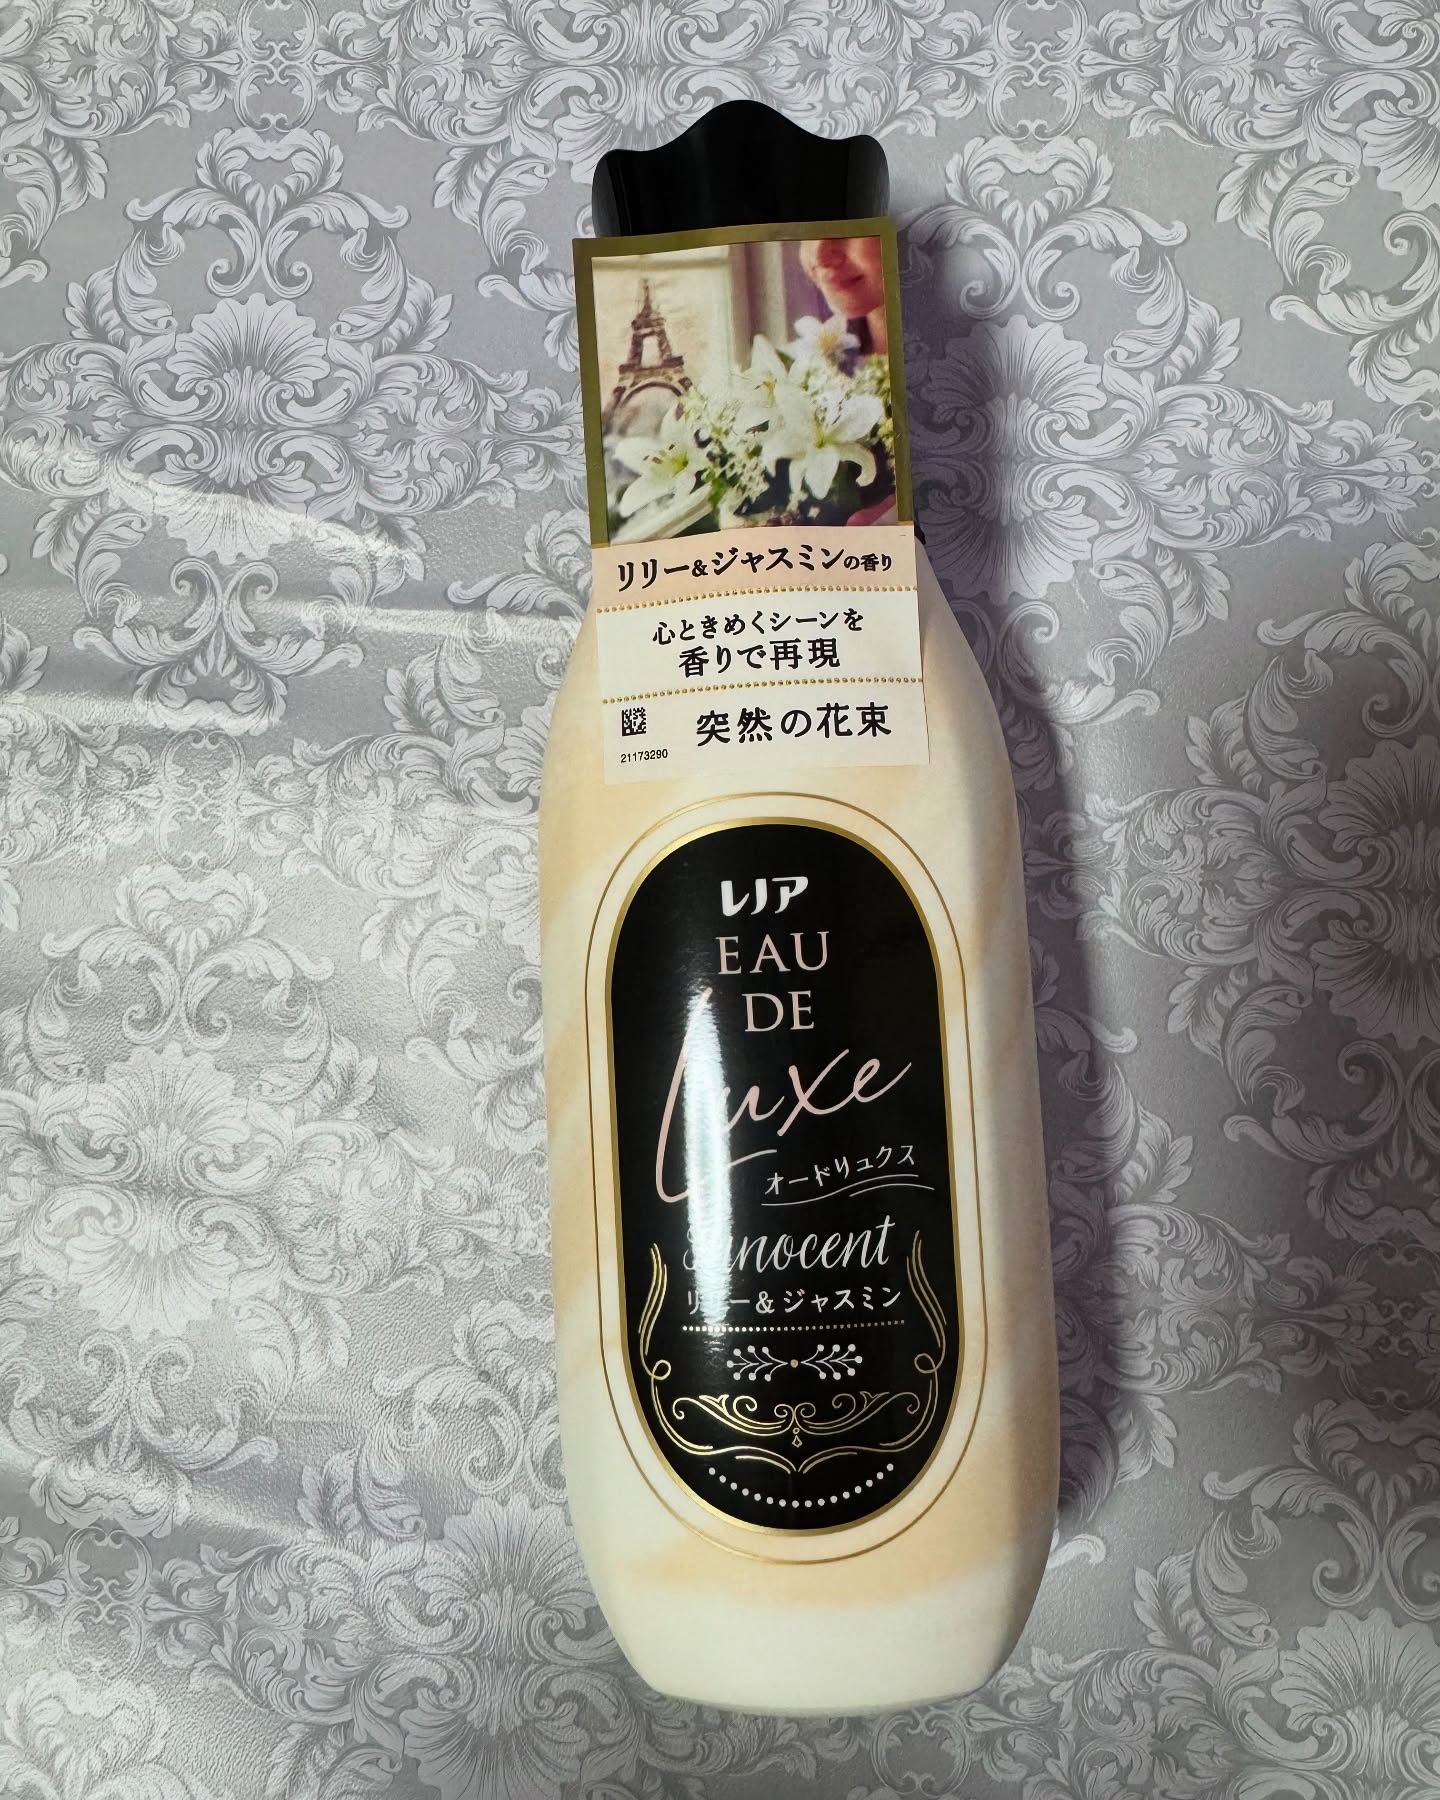 リリー&ジャスミンの香り
心ときめくシーンを
香りで再現
突然の花束
21173290
レノア
EAU
DE
Luxe
オードリュクス
Innocent
リリー&ジャスミン